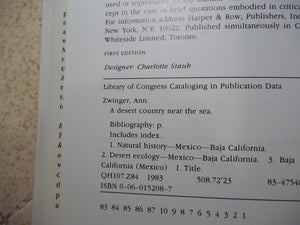 used or reproduced in any manner
cept in the case of brief quotations embodied in critical
For information address Harper & Row, Publishers, Inc.
New York, N.Y. 10022. Published simultaneously in C
Whiteside Limited, Toronto.
FIRST EDITION
Designer: Charlotte Staub
Library of Congress Cataloging in Publication Data
Zwinger, Ann.
A desert country near the sea.
Bibliography: p.
Includes index.
1. Natural history—Mexico—Baja California.
2. Desert ecology—Mexico—Baja California. 3. Baja
California (Mexico) I. Title.
QH107.Z84 1983 508.72'23 83-4754
ISBN 0-06-015208-7
83 84 85 86 87 10 9 8 7 6 5 4 3 2 1